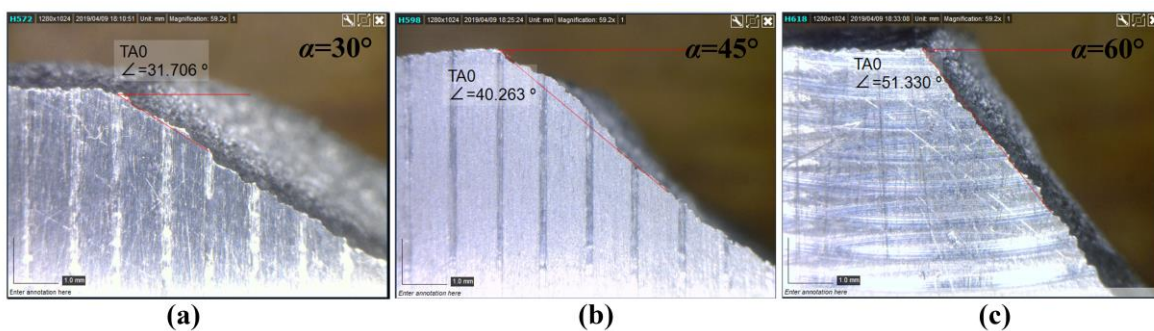 H572 1280x1024 2019/04/09 18:10:51 Unit: mm Magnification: 59.2x 1
α=30°
TA0
∠=31.706 º
1.0 mm
Enter annotation here
(a)
H598 1280x1024 2019/04/09 18:25:24 Unit: mm Magnification: 59.2x 1
α=45°
TA0
∠=40.263 º
1.0 mm
Enter annotation here
(b)
H618 1280x1024 2019/04/09 18:33:08 Unit: mm Magnification: 59.2x 1
α=60°
TA0
∠=51.330 º
1.0 mm
Enter annotation here
(c)